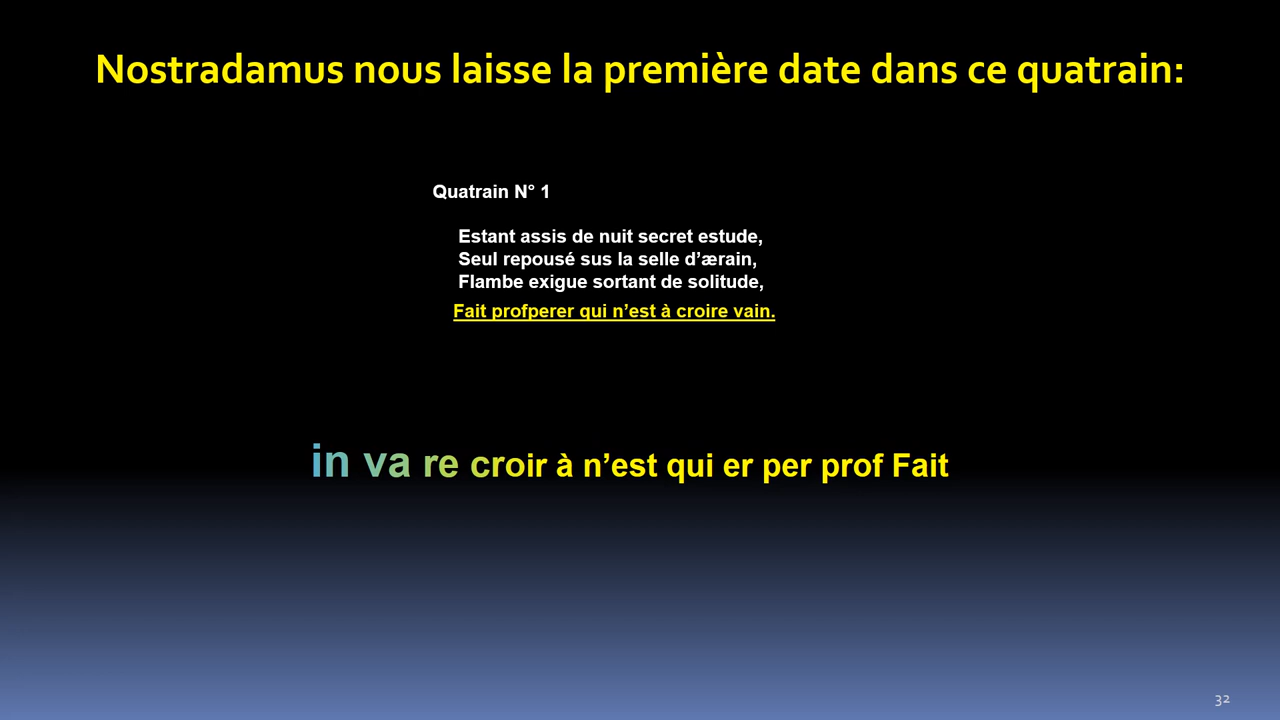 Nostradamus nous laisse la première date dans ce quatrain:
Quatrain N° 1
Estant assis de nuit secret estude,
Seul repousé sus la selle d’ærain,
Flambe exigue sortant de solitude,
Fait profperer qui n’est à croire vain.
in va re croir à n’est qui er per prof Fait
32